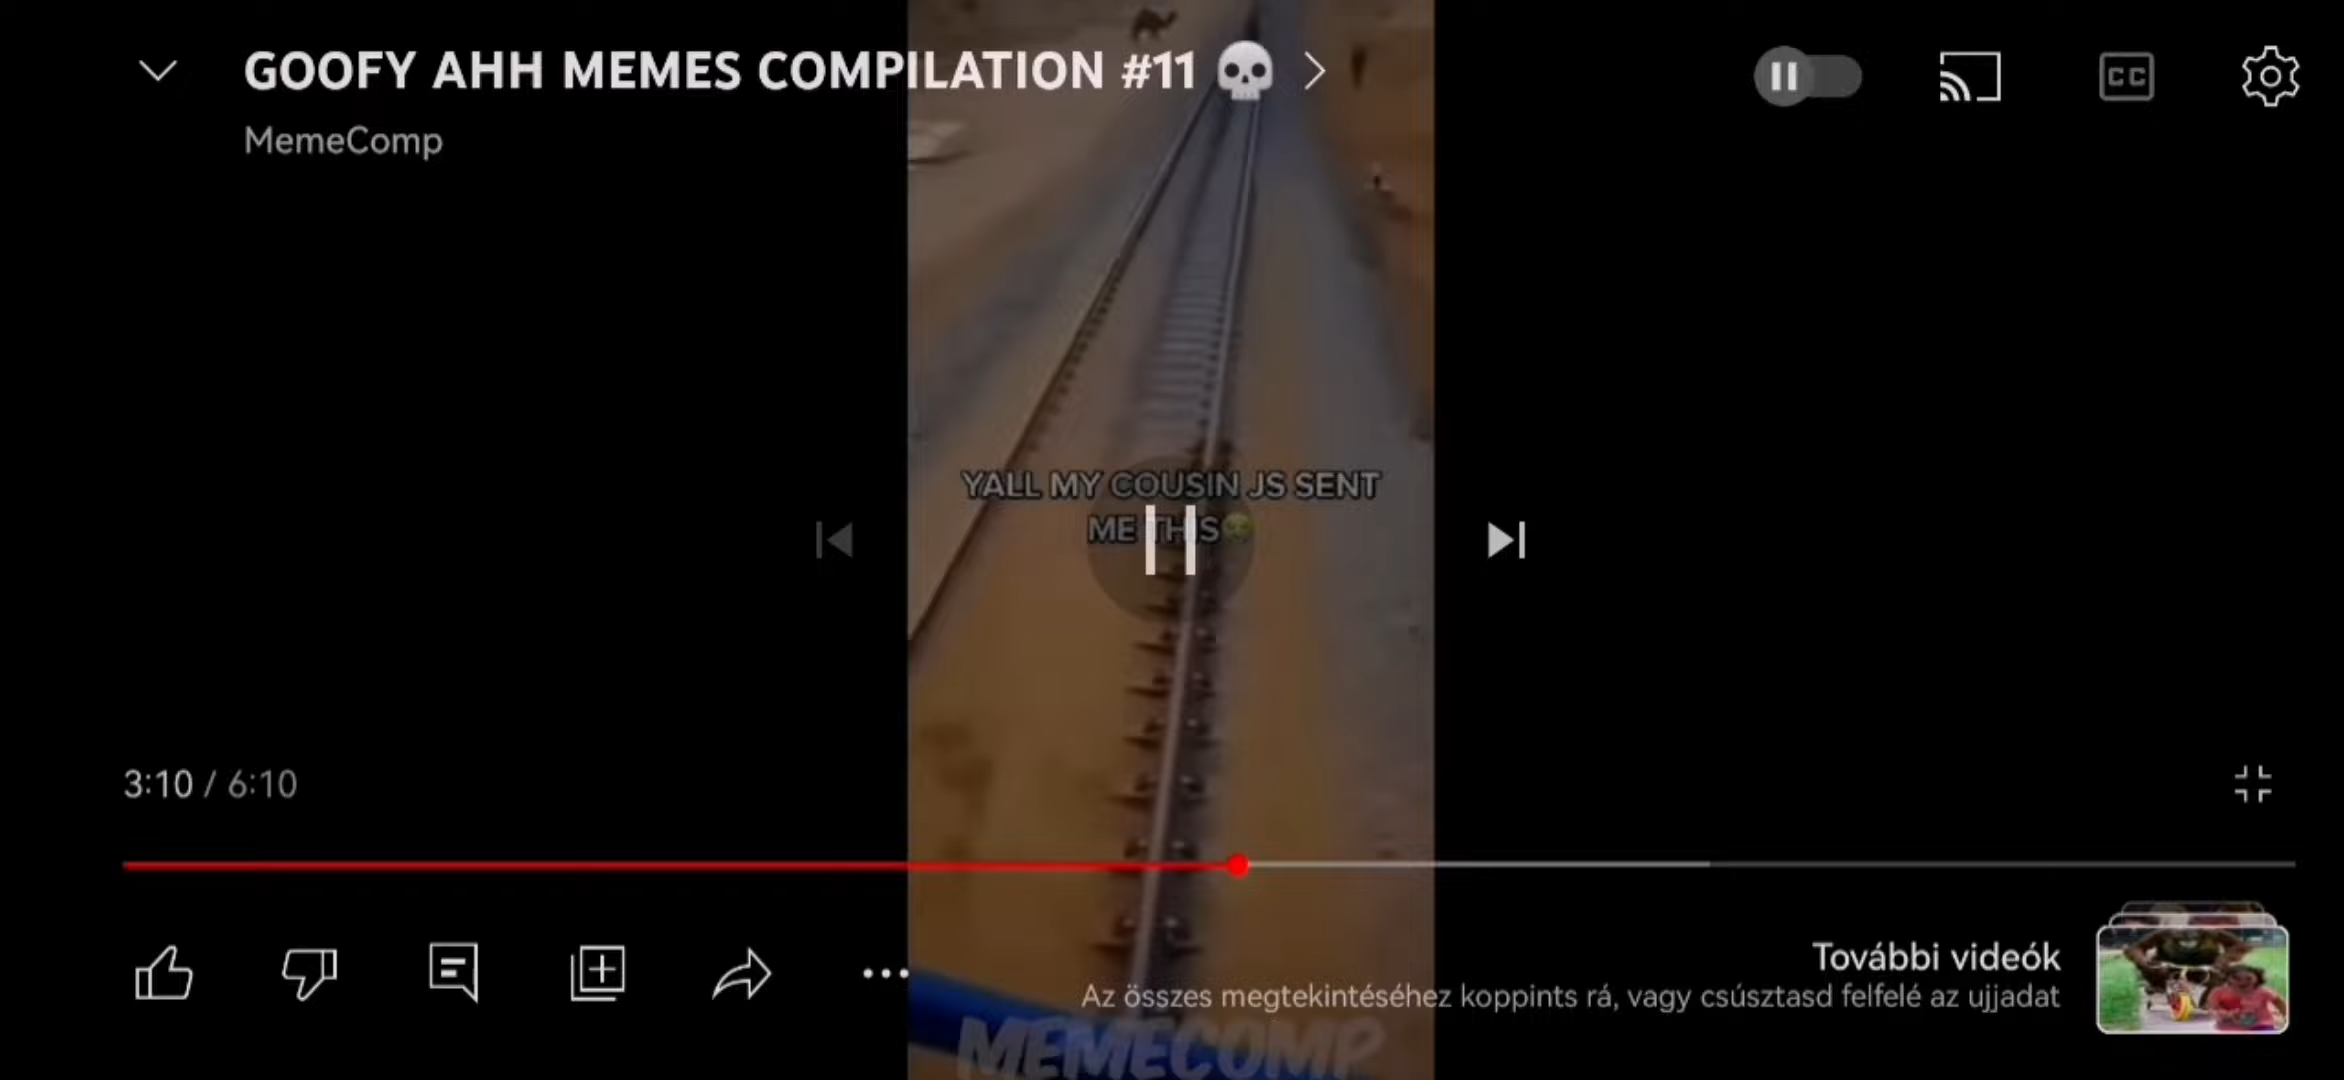 GOOFY AHH MEMES COMPILATION #11 💀
MemeComp
CC
YALL MY COUSIN JS SENT
ME THIS
3:10 / 6:10
További videók
Az összes megtekintéséhez koppints rá, vagy csúsztasd felfelé az ujjadat
MEMECOMP